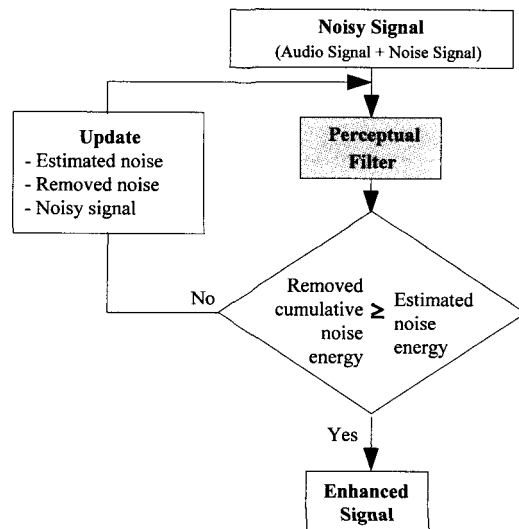 Noisy Signal
(Audio Signal + Noise Signal)
Update
- Estimated noise
- Removed noise
- Noisy signal
Perceptual
Filter
No
Removed
cumulative
noise
energy
≥
Estimated
noise
energy
Yes
Enhanced
Signal